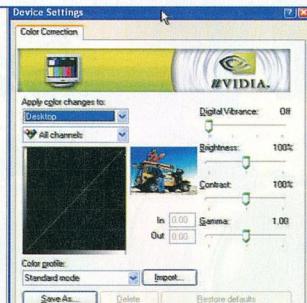 Device Settings
Color Correction
nVIDIA.
Apply color changes to:
Desktop
All channels
Digital Vibrance: Off
Brightness: 100%
Contrast: 100%
In 0.00
Gamma: 1.00
Out 0.00
Color profile:
Standard mode
Import...
Save As...
Delete
Restore defaults